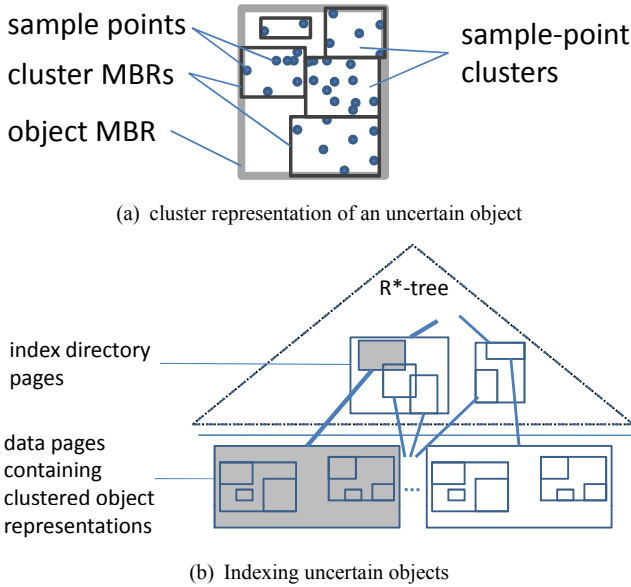 sample points
cluster MBRs
object MBR
sample-point
clusters
(a) cluster representation of an uncertain object
R*-tree
index directory
pages
data pages
containing
clustered object
representations
...
(b) Indexing uncertain objects